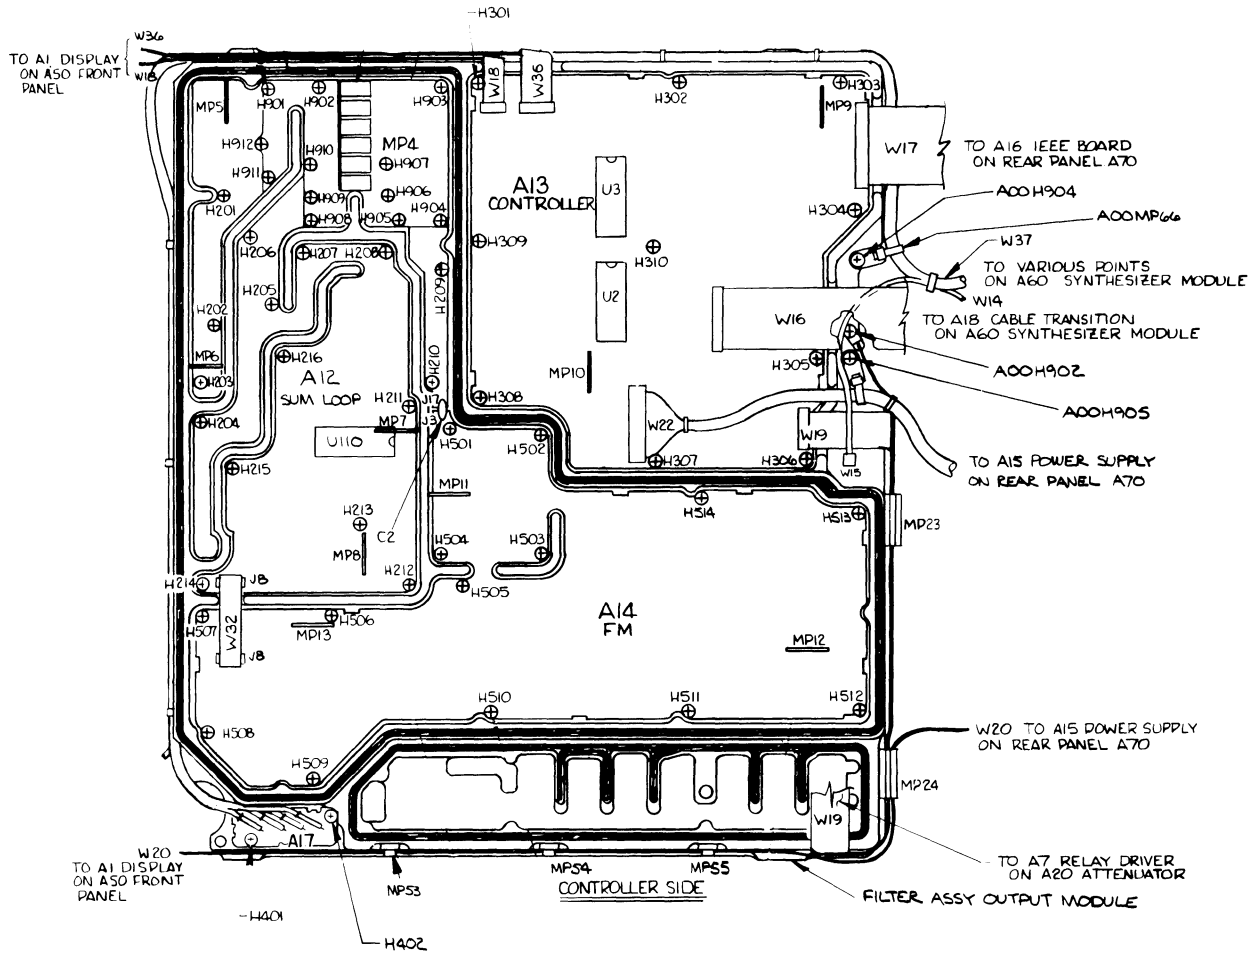 H301
W36
TO A1 DISPLAY
ON A50 FRONT
PANEL
W18
W18
W36
MP5
H901
H902
H903
H302
H303
MP9
H912
H910
MP4
H907
W17
TO A16 IEEE BOARD
ON REAR PANEL A70
H911
H906
A13
CONTROLLER
U3
A00H904
H201
H909
H908
H905
H904
H304
A00MP66
H206
H207
H208
H309
H310
W37
TO VARIOUS POINTS
ON A60 SYNTHESIZER MODULE
H209
H205
U2
W14
H202
W16
TO A18 CABLE TRANSITION
ON A60 SYNTHESIZER MODULE
MP6
H216
H210
H305
H203
A12
SUM LOOP
MP10
A00H902
H211
J17
J3
H308
A00H905
H204
MP7
U110
H501
H502
W22
W19
H215
H307
H306
W15
TO A15 POWER SUPPLY
ON REAR PANEL A70
MP11
H514
H513
MP23
H213
C2
MP8
H504
H503
H214
J8
H212
H505
H507
W32
MP13
H506
A14
FM
MP12
J8
H510
H511
H512
H508
W20 TO A15 POWER SUPPLY
ON REAR PANEL A70
H509
MP24
A17
W19
W20
TO A1 DISPLAY
ON A50 FRONT
PANEL
MP53
MP54
MP55
TO A7 RELAY DRIVER
ON A20 ATTENUATOR
CONTROLLER SIDE
FILTER ASSY OUTPUT MODULE
H401
H402